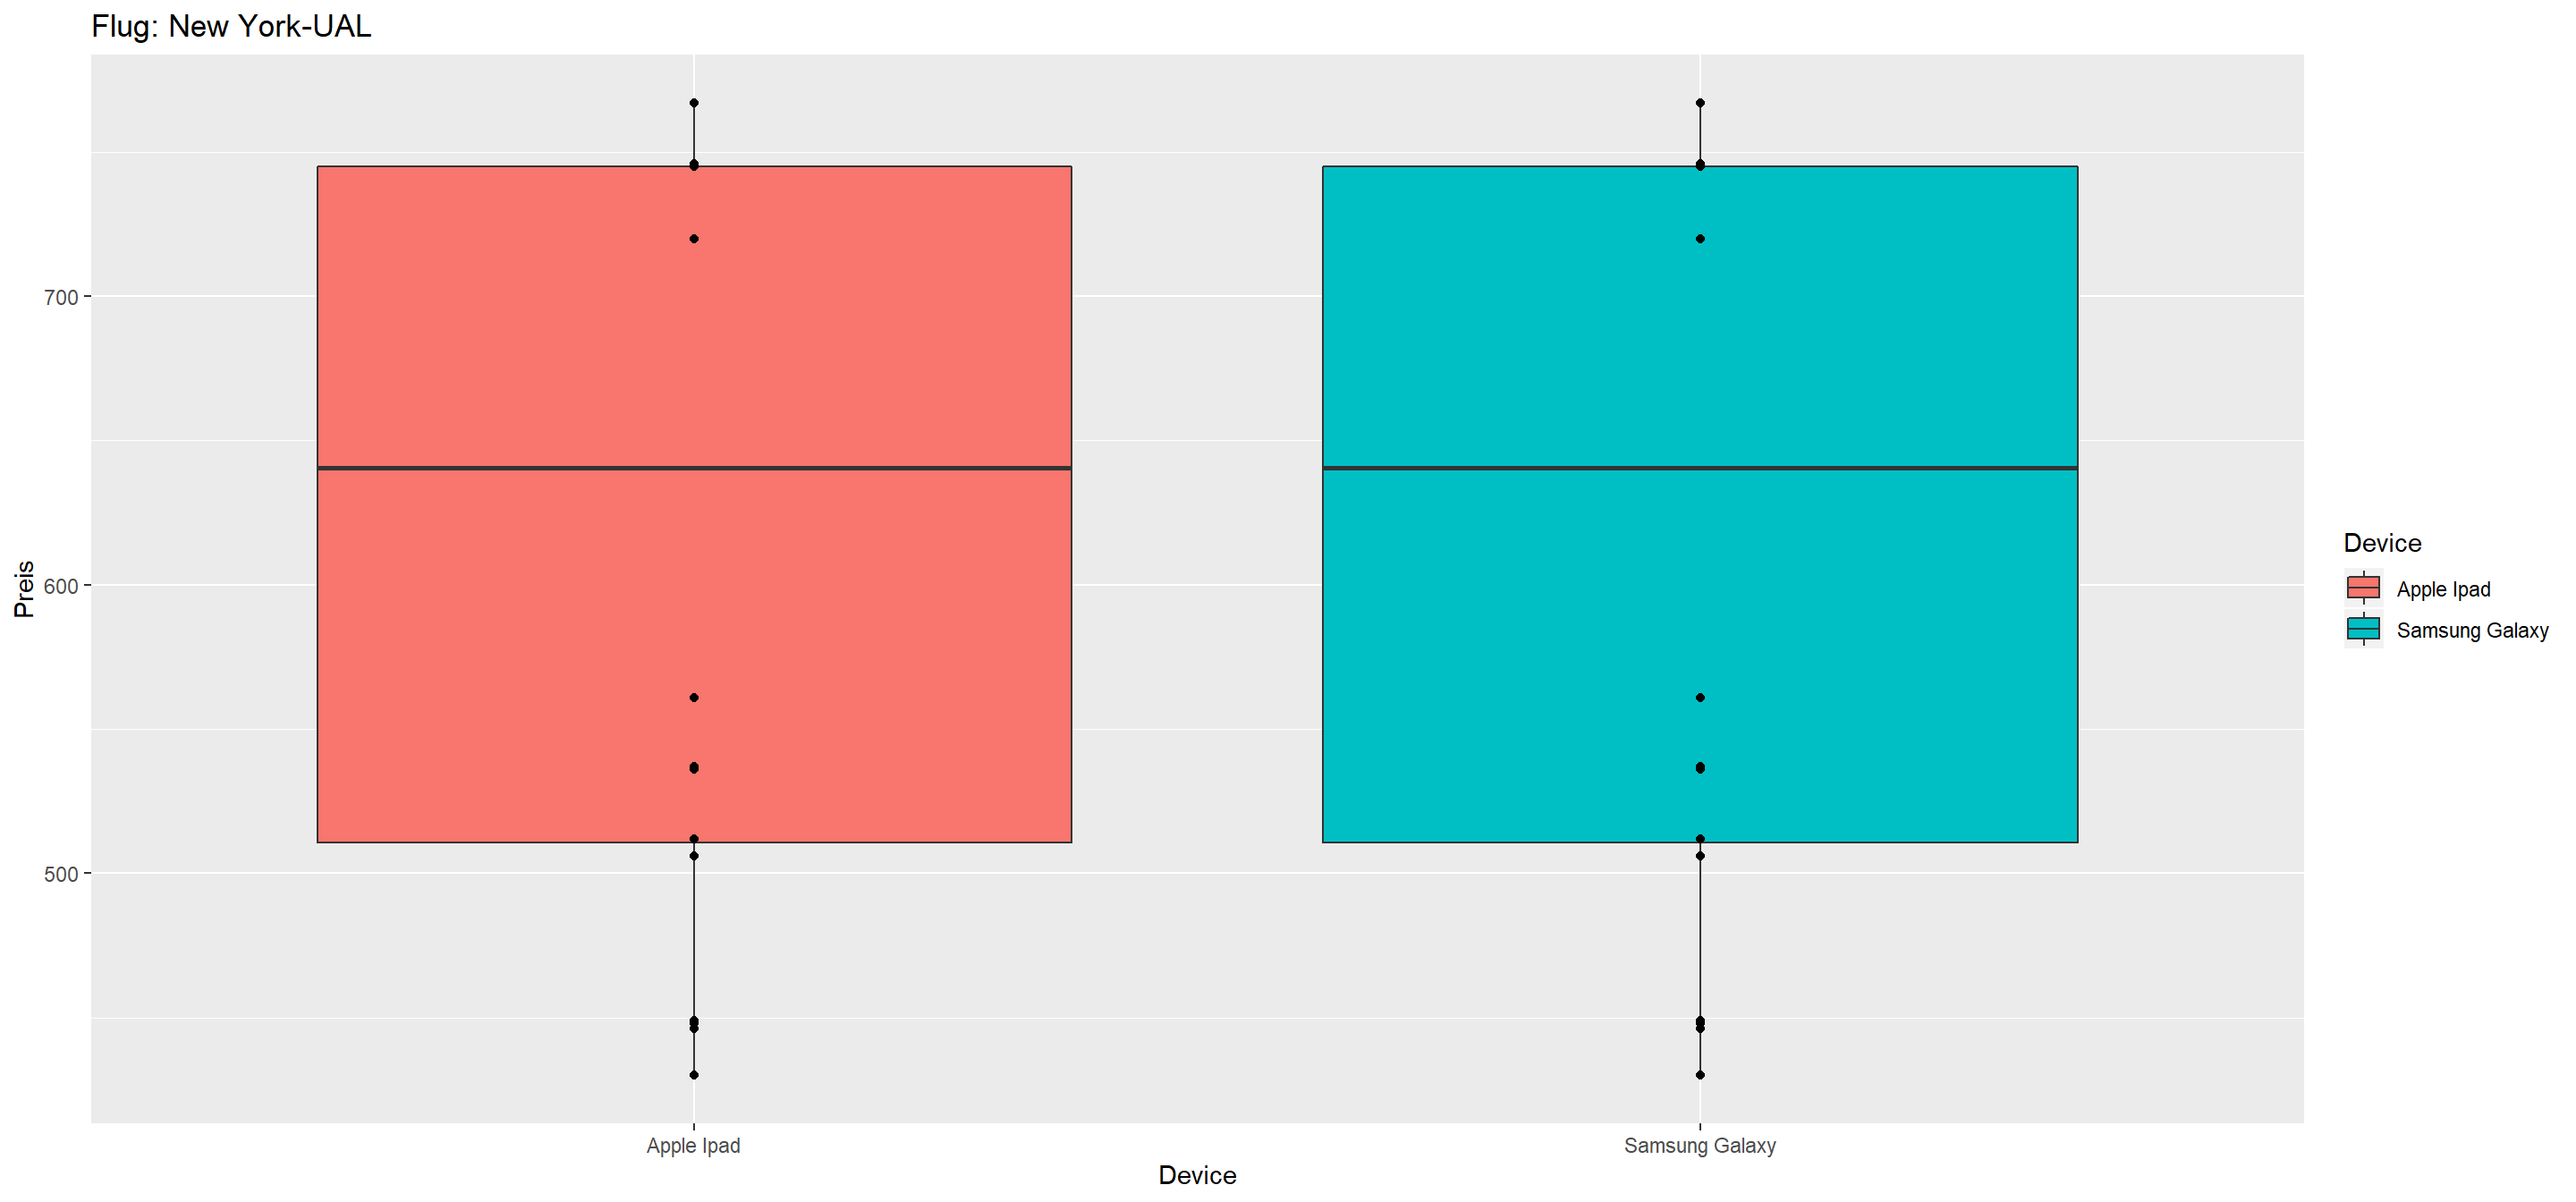 Flug: New York-UAL
Preis
700
600
500
Apple Ipad
Samsung Galaxy
Device
Device
Apple Ipad
Samsung Galaxy